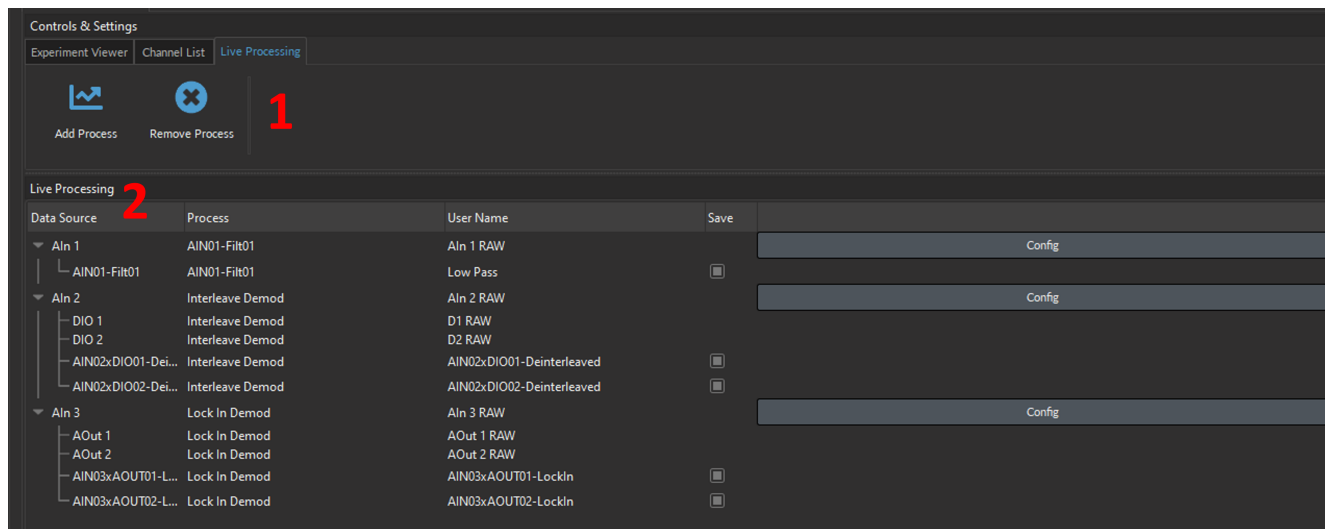 Controls & Settings
Experiment Viewer Channel List Live Processing
Add Process Remove Process
1
Live Processing
2
Data Source Process User Name Save
AIn 1 AIN01-Filt01 AIn 1 RAW Config
AIN01-Filt01 AIN01-Filt01 Low Pass
AIn 2 Interleave Demod AIn 2 RAW Config
DIO 1 Interleave Demod D1 RAW
DIO 2 Interleave Demod D2 RAW
AIN02xDIO01-Dei... Interleave Demod AIN02xDIO01-Deinterleaved
AIN02xDIO02-Dei... Interleave Demod AIN02xDIO02-Deinterleaved
AIn 3 Lock In Demod AIn 3 RAW Config
AOut 1 Lock In Demod AOut 1 RAW
AOut 2 Lock In Demod AOut 2 RAW
AIN03xAOUT01-L... Lock In Demod AIN03xAOUT01-LockIn
AIN03xAOUT02-L... Lock In Demod AIN03xAOUT02-LockIn